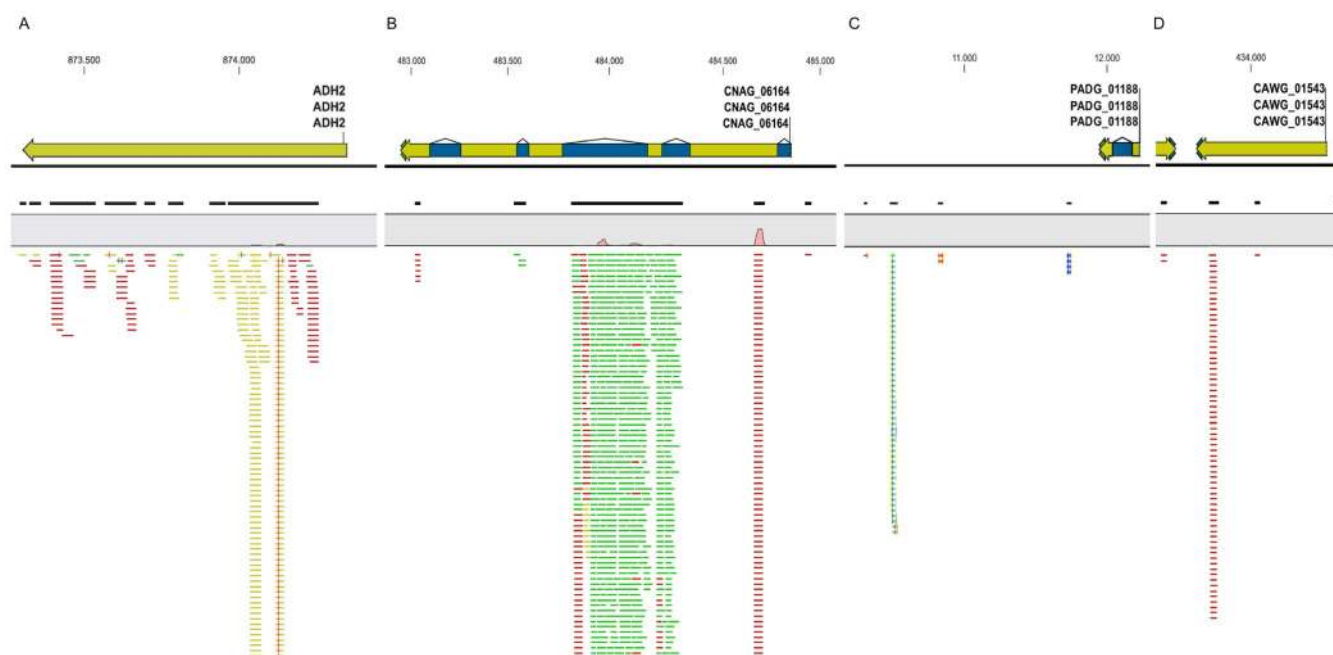 A
873.500 874.000
ADH2
ADH2
ADH2
B
483.000 483.500 484.000 484.500 485.000
CNAG_06164
CNAG_06164
CNAG_06164
C
11.000 12.000
PADG_01188
PADG_01188
PADG_01188
D
434.000
CAWG_01543
CAWG_01543
CAWG_01543